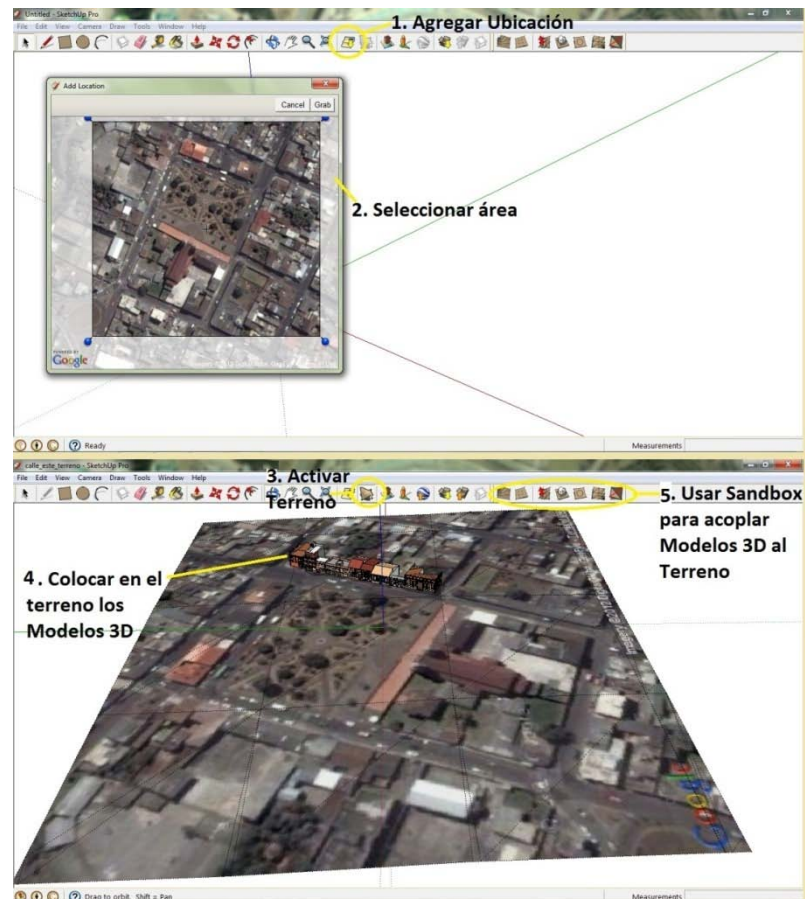 Untitled - SketchUp Pro
File Edit View Camera Draw Tools Window Help
1. Agregar Ubicación
Add Location
Cancel Grab
2. Seleccionar área
POWERED BY
Google
Ready
Measurements
calle_este_terreno - SketchUp Pro
File Edit View Camera Draw Tools Window Help
3. Activar
Terreno
5. Usar Sandbox
para acoplar
Modelos 3D al
Terreno
4. Colocar en el
terreno los
Modelos 3D
Google
Drag to orbit. Shift = Pan
Measurements